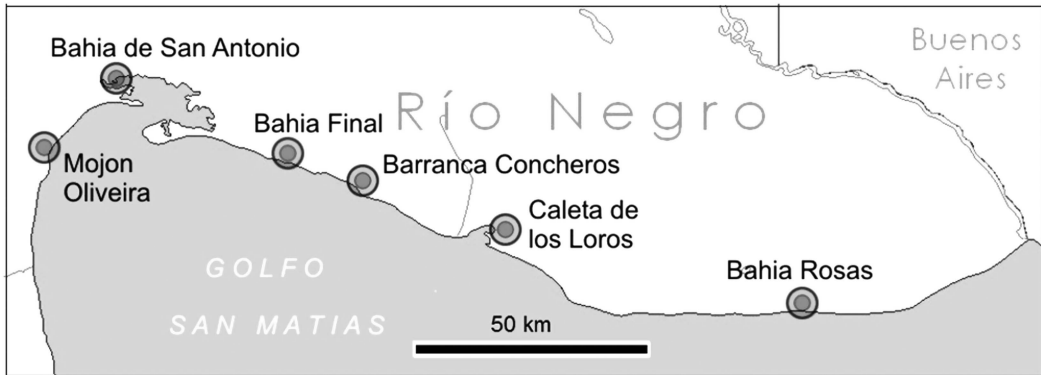 Bahia de San Antonio
Buenos
Aires
Río Negro
Bahia Final
Mojon
Oliveira
Barranca Concheros
Caleta de
los Loros
GOLFO
SAN MATIAS
Bahia Rosas
50 km